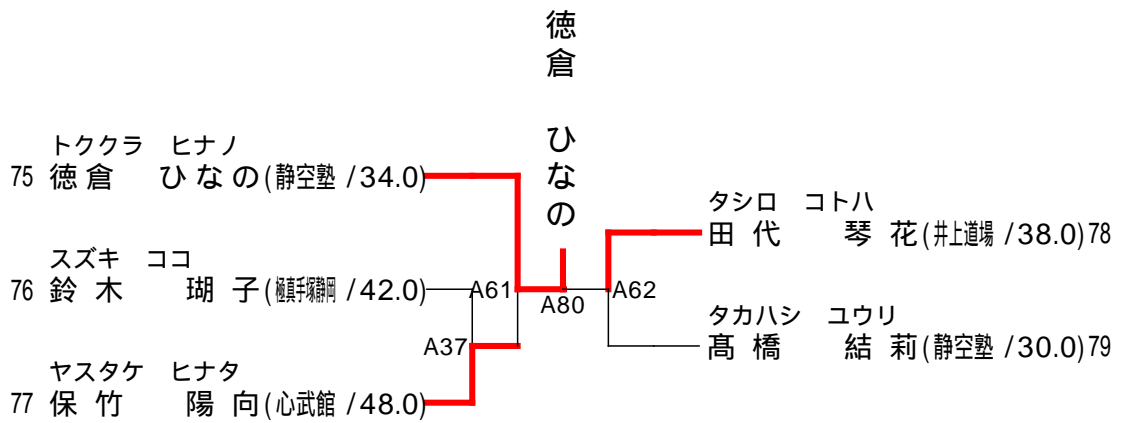 徳倉　ひなの
トククラ　ヒナノ
75 徳倉　ひなの(静空塾 /34.0)
スズキ　ココ
76 鈴木　瑚子(極真手塚静岡 /42.0)
ヤスタケ　ヒナタ
77 保竹　陽向(心武館 /48.0)
A61
A37
A80
A62
タシロ　コトハ
田代　琴花(井上道場 /38.0)78
タカハシ　ユウリ
髙橋　結莉(静空塾 /30.0)79